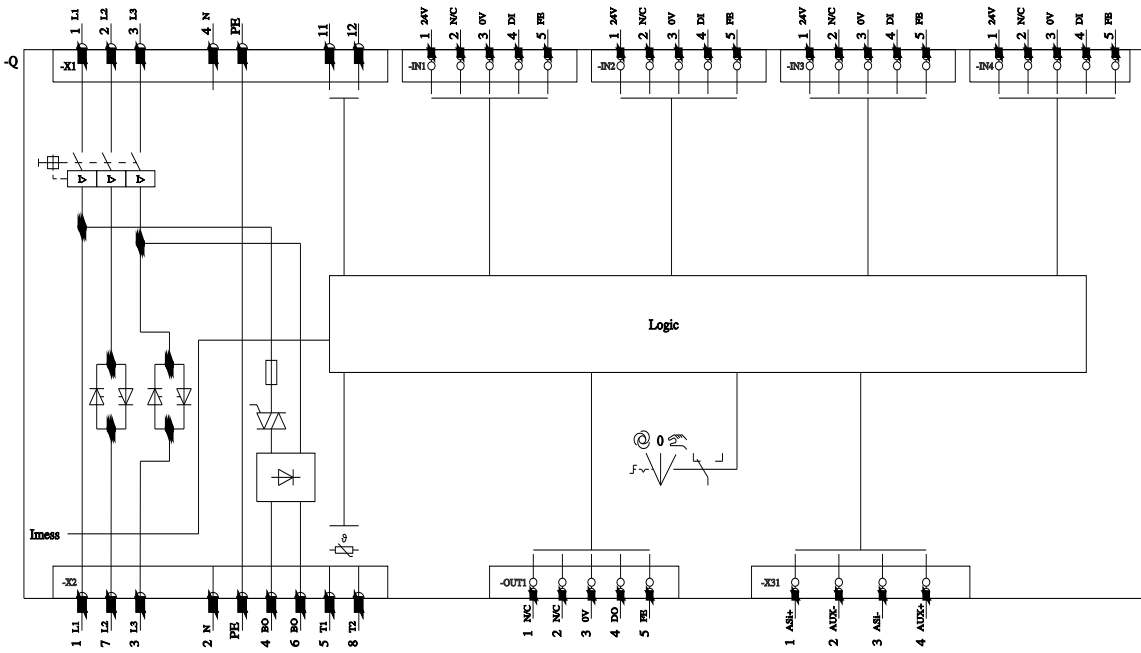 1 L1
2 L2
3 L3
4 N
PE
11
12
1 24V
2 N/C
3 0V
4 DI
5 FE
1 24V
2 N/C
3 0V
4 DI
5 FE
1 24V
2 N/C
3 0V
4 DI
5 FE
1 24V
2 N/C
3 0V
4 DI
5 FE
-Q
-X1
-IN1
-IN2
-IN3
-IN4
Logic
0
Imess
ϑ
-X2
-OUT1
-X31
1 L1
7 L2
3 L3
2 N
PE
4 BO
6 BO
5 T1
8 T2
1 N/C
2 N/C
3 0V
4 DO
5 FE
1 ASi+
2 AUX-
3 ASi-
4 AUX+